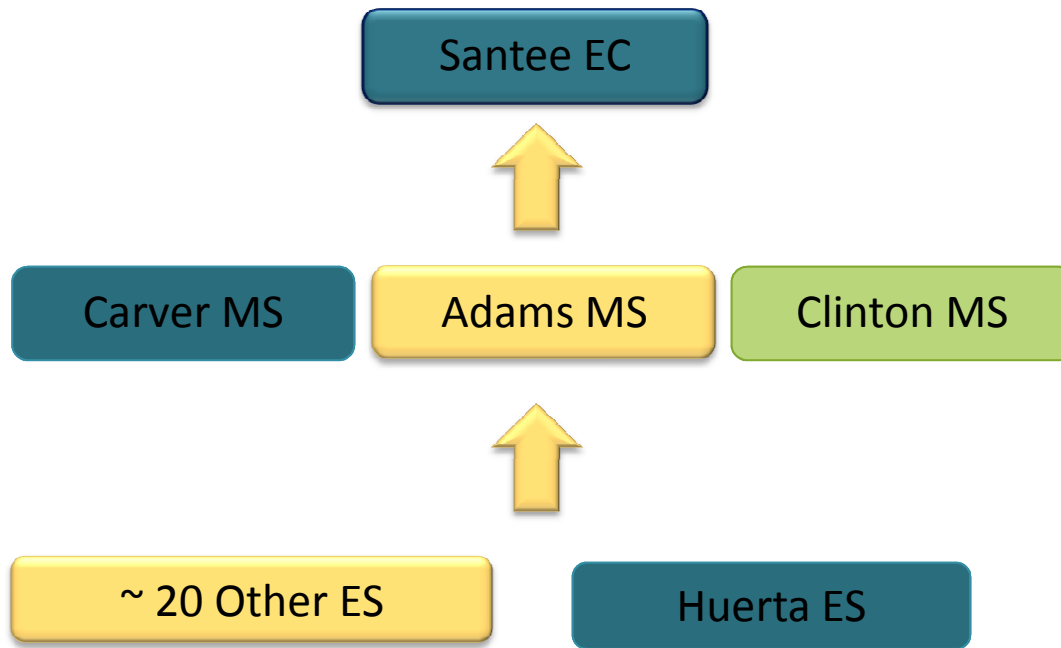 Santee EC
Carver MS
Adams MS
Clinton MS
~ 20 Other ES
Huerta ES